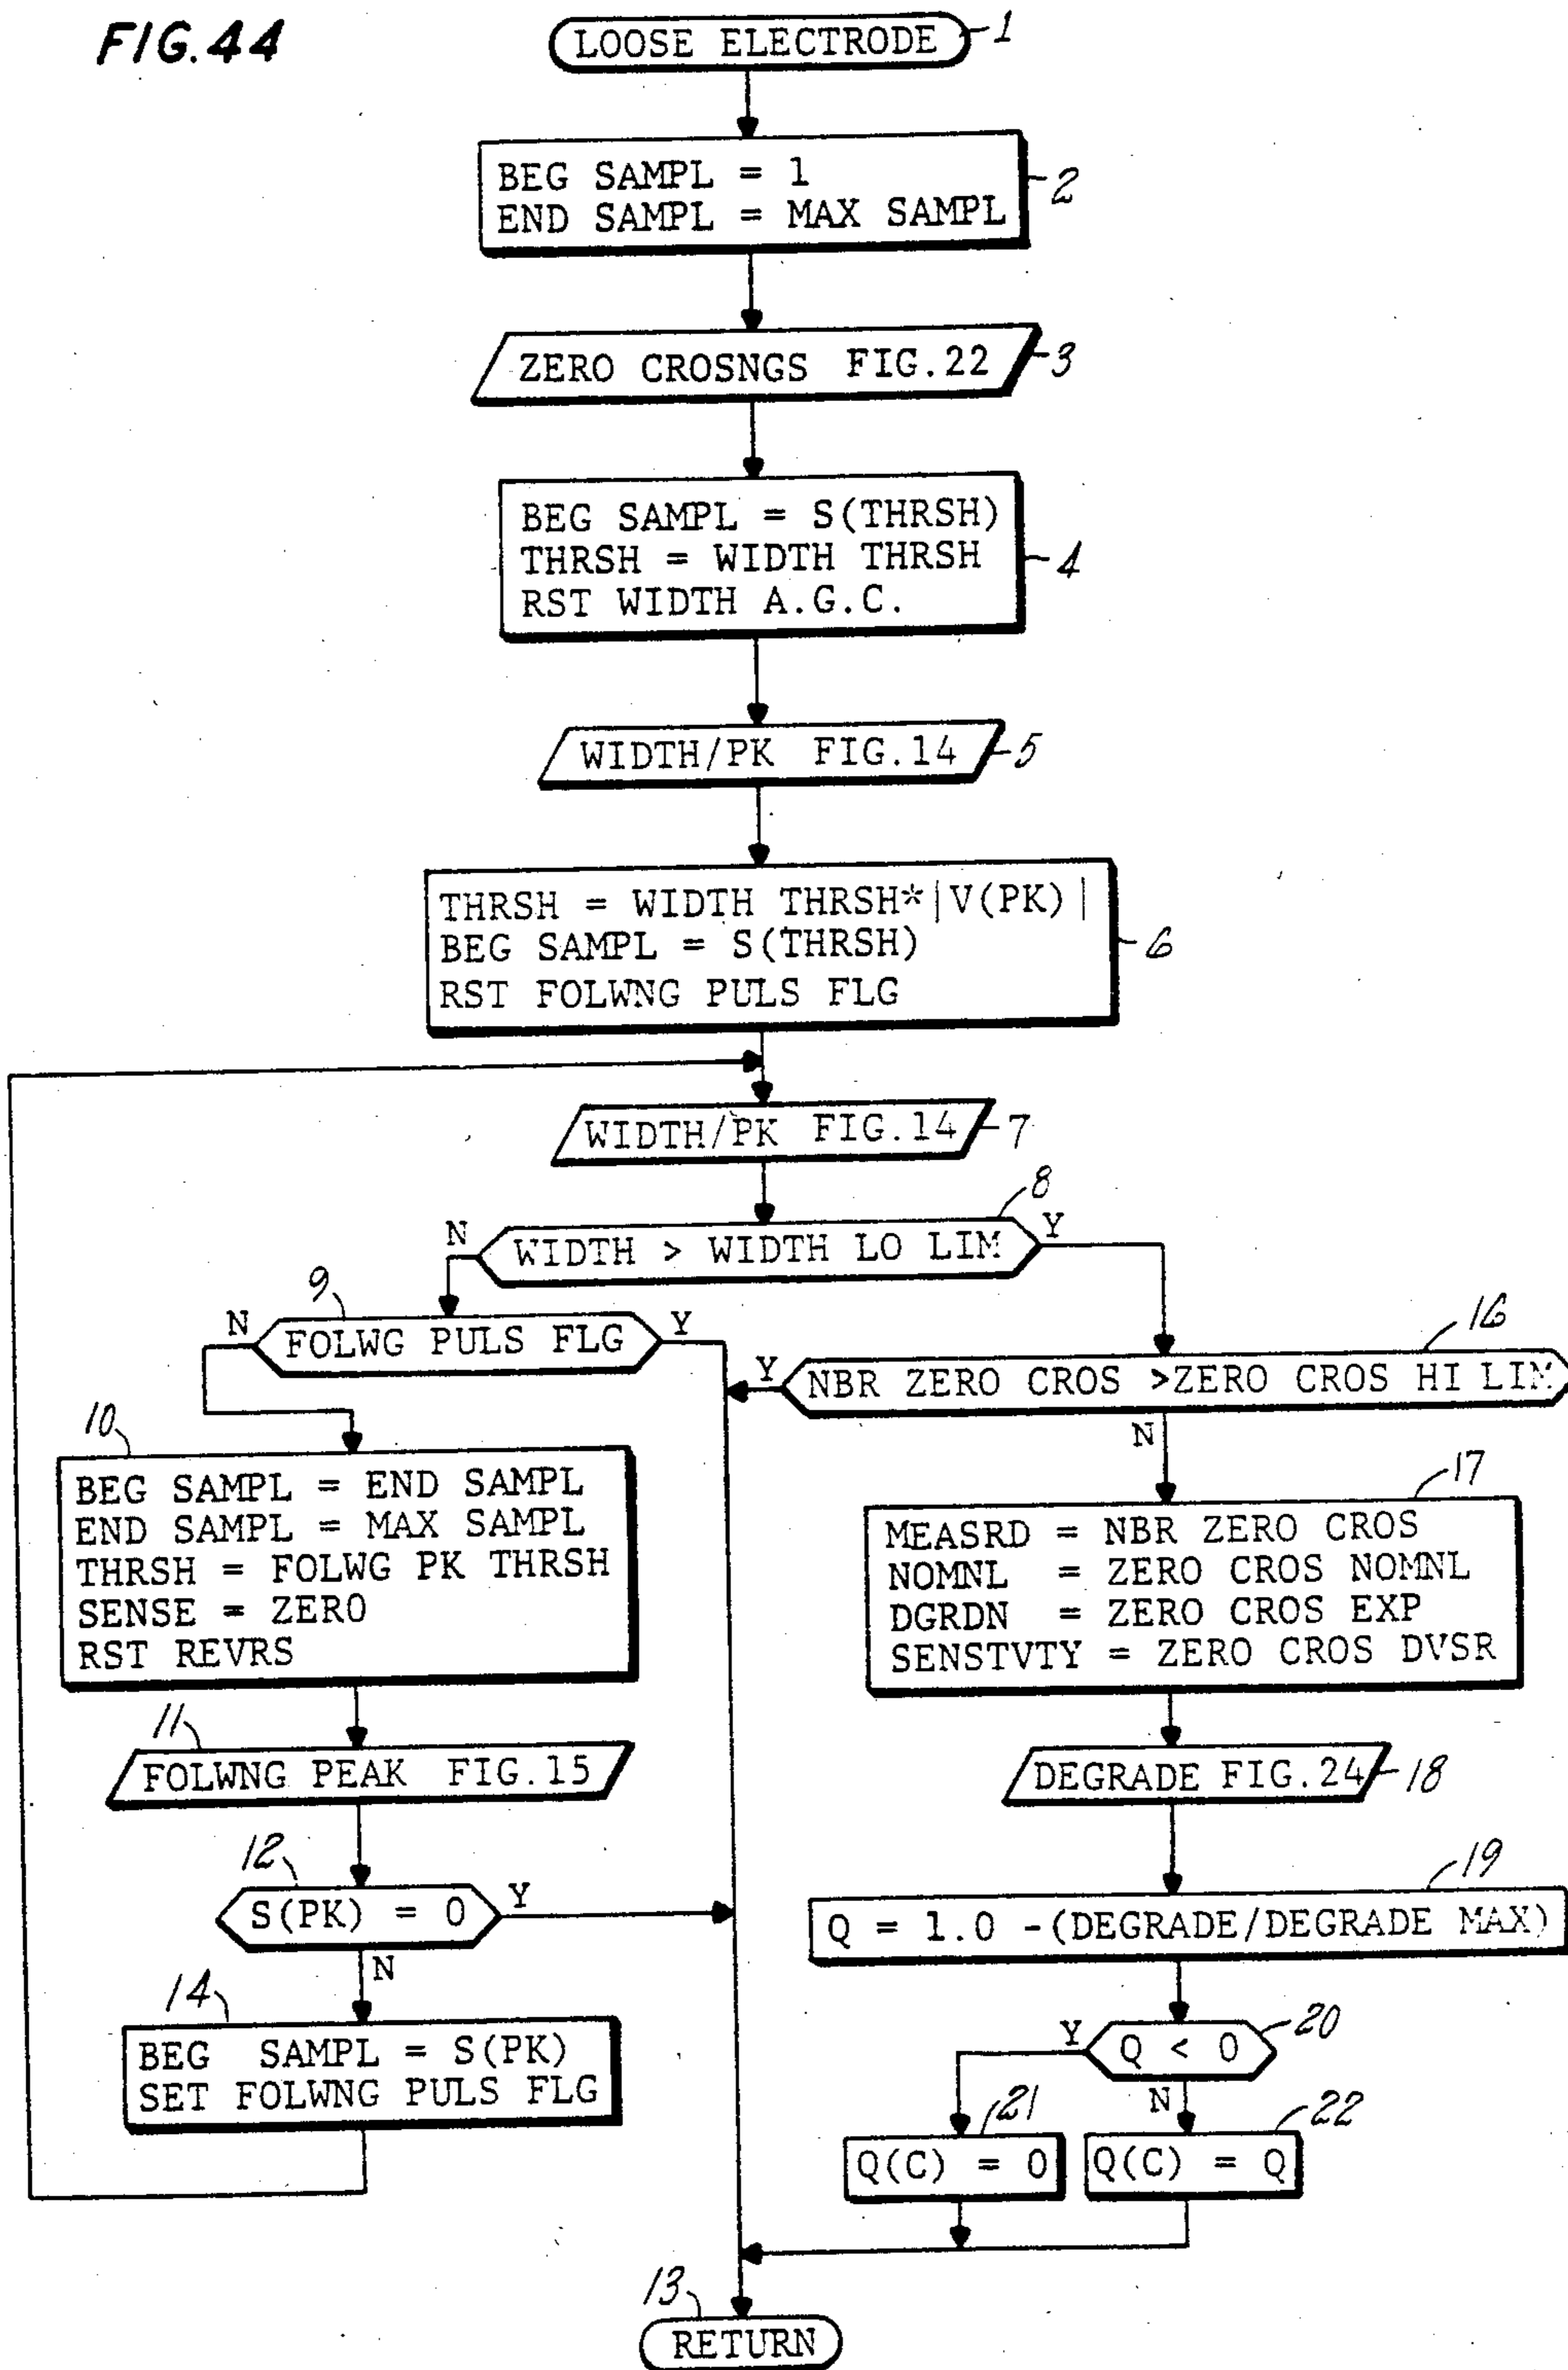 FIG.44
LOOSE ELECTRODE
1
BEG SAMPL = 1
END SAMPL = MAX SAMPL
2
ZERO CROSNGS FIG.22
3
BEG SAMPL = S(THRSH)
THRSH = WIDTH THRSH
RST WIDTH A.G.C.
4
WIDTH/PK FIG.14
5
THRSH = WIDTH THRSH*|V(PK)|
BEG SAMPL = S(THRSH)
RST FOLWNG PULS FLG
6
WIDTH/PK FIG.14
7
8
N
WIDTH > WIDTH LO LIM
Y
9
N
FOLWG PULS FLG
Y
16
Y
NBR ZERO CROS >ZERO CROS HI LIM
N
10
BEG SAMPL = END SAMPL
END SAMPL = MAX SAMPL
THRSH = FOLWG PK THRSH
SENSE = ZERO
RST REVRS
17
MEASRD = NBR ZERO CROS
NOMNL = ZERO CROS NOMNL
DGRDN = ZERO CROS EXP
SENSTVTY = ZERO CROS DVSR
11
FOLWNG PEAK FIG.15
DEGRADE FIG.24
18
12
S(PK) = 0
Y
N
19
Q = 1.0 -(DEGRADE/DEGRADE MAX)
14
BEG SAMPL = S(PK)
SET FOLWNG PULS FLG
Y
Q < 0
20
N
21
Q(C) = 0
22
Q(C) = Q
13
RETURN